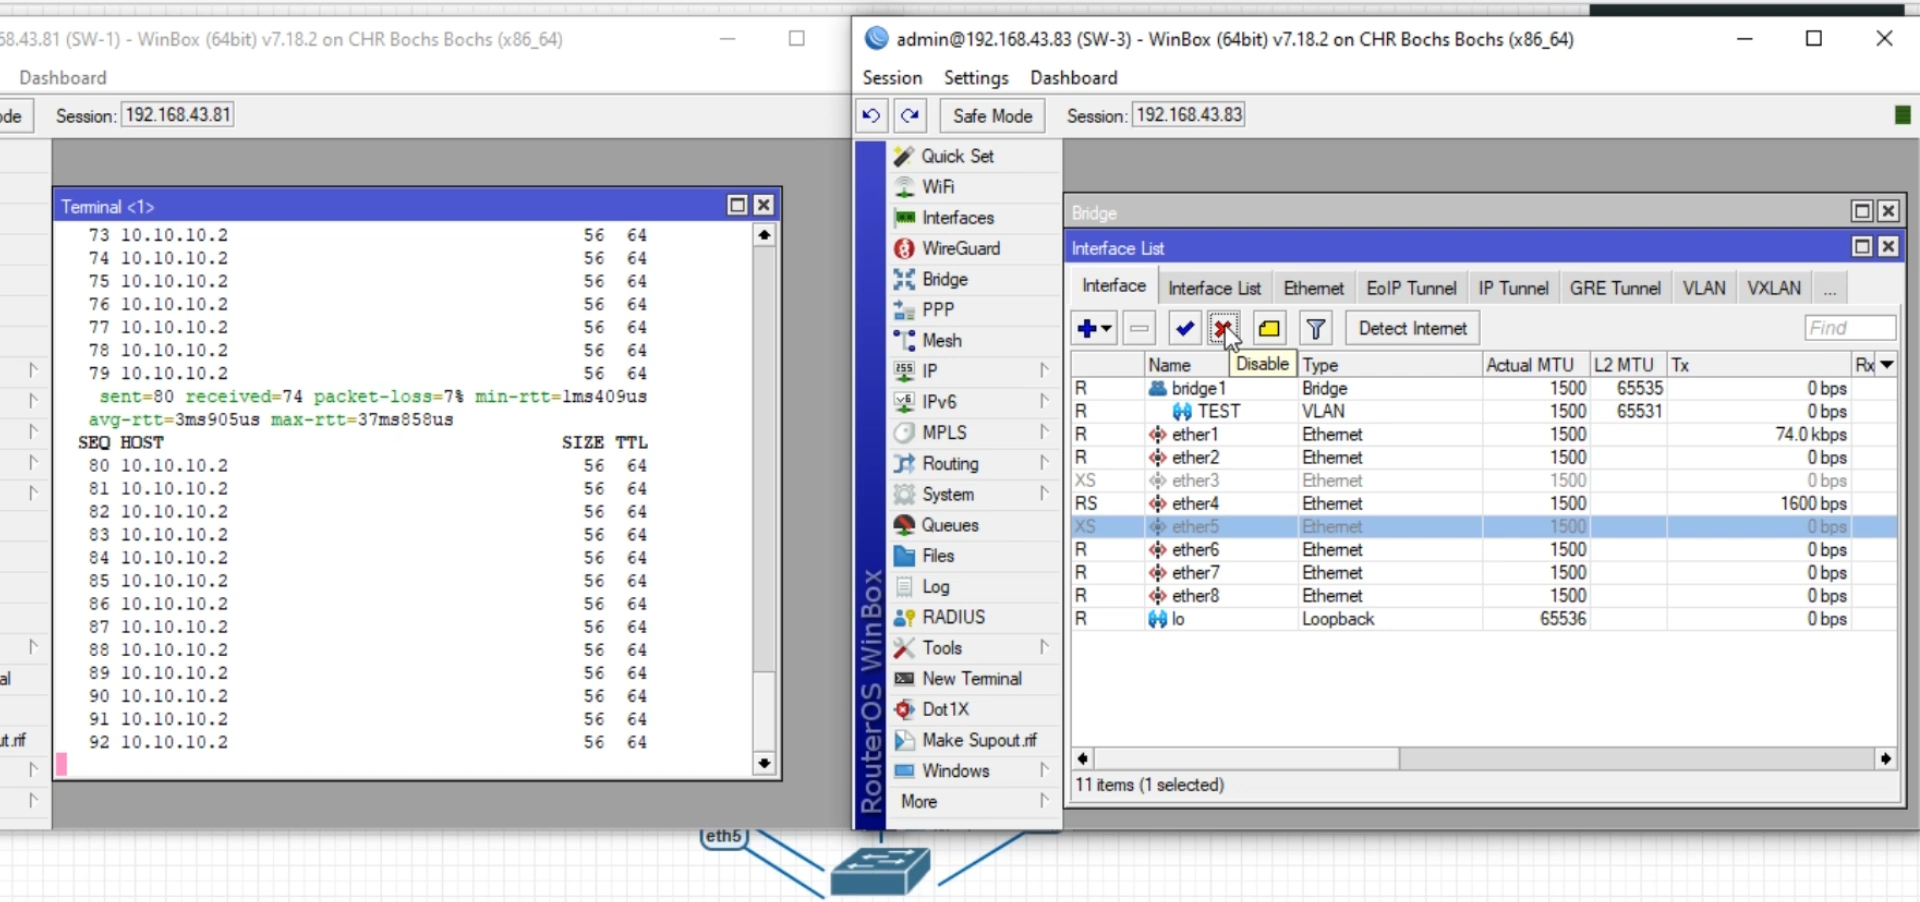 68.43.81 (SW-1) - WinBox (64bit) v7.18.2 on CHR Bochs Bochs (x86_64)
Dashboard
ode
Session: 192.168.43.81
Terminal <1>
73 10.10.10.2 56 64
74 10.10.10.2 56 64
75 10.10.10.2 56 64
76 10.10.10.2 56 64
77 10.10.10.2 56 64
78 10.10.10.2 56 64
79 10.10.10.2 56 64
sent=80 received=74 packet-loss=7% min-rtt=1ms409us
avg-rtt=3ms905us max-rtt=37ms858us
SEQ HOST SIZE TTL
80 10.10.10.2 56 64
81 10.10.10.2 56 64
82 10.10.10.2 56 64
83 10.10.10.2 56 64
84 10.10.10.2 56 64
85 10.10.10.2 56 64
86 10.10.10.2 56 64
87 10.10.10.2 56 64
88 10.10.10.2 56 64
89 10.10.10.2 56 64
90 10.10.10.2 56 64
91 10.10.10.2 56 64
92 10.10.10.2 56 64
al
ut.rif
admin@192.168.43.83 (SW-3) - WinBox (64bit) v7.18.2 on CHR Bochs Bochs (x86_64)
Session Settings Dashboard
Safe Mode Session: 192.168.43.83
RouterOS WinBox
Quick Set
WiFi
Interfaces
WireGuard
Bridge
PPP
Mesh
IP
IPv6
MPLS
Routing
System
Queues
Files
Log
RADIUS
Tools
New Terminal
Dot1X
Make Supout.rif
Windows
More
Bridge
Interface List
Interface Interface List Ethernet EoIP Tunnel IP Tunnel GRE Tunnel VLAN VXLAN ...
Detect Internet Find
Disable
Name Type Actual MTU L2 MTU Tx Rx
R bridge1 Bridge 1500 65535 0 bps
R TEST VLAN 1500 65531 0 bps
R ether1 Ethernet 1500 74.0 kbps
R ether2 Ethernet 1500 0 bps
XS ether3 Ethernet 1500 0 bps
RS ether4 Ethernet 1500 1600 bps
XS ether5 Ethernet 1500 0 bps
R ether6 Ethernet 1500 0 bps
R ether7 Ethernet 1500 0 bps
R ether8 Ethernet 1500 0 bps
R lo Loopback 65536 0 bps
11 items (1 selected)
eth5